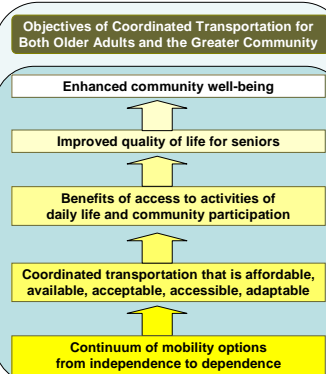 Objectives of Coordinated Transportation for
Both Older Adults and the Greater Community
Enhanced community well-being
Improved quality of life for seniors
Benefits of access to activities of
daily life and community participation
Coordinated transportation that is affordable,
available, acceptable, accessible, adaptable
Continuum of mobility options
from independence to dependence